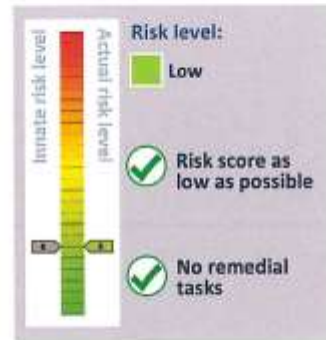 Innate risk level
Actual risk level
Risk level:
Low
Risk score as
low as possible
No remedial
tasks